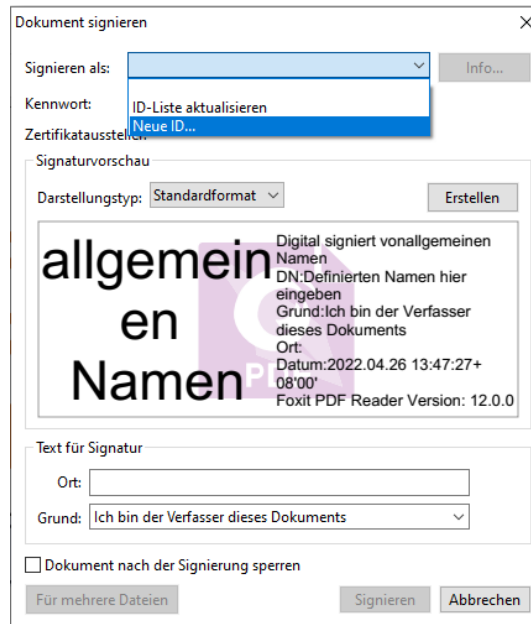 Dokument signieren
Signieren als:
Info...
ID-Liste aktualisieren
Kennwort:
Neue ID...
Signaturvorschau
Darstellungstyp: Standardformat
Erstellen
allgemein
en
Namen
PDF
Digital signiert vonallgemeinen
Namen
DN:Definierten Namen hier
eingeben
Grund:Ich bin der Verfasser
dieses Dokuments
Ort:
Datum:2022.04.26 13:47:27+
08'00'
Foxit PDF Reader Version: 12.0.0
Text für Signatur
Ort:
Grund: Ich bin der Verfasser dieses Dokuments
Dokument nach der Signierung sperren
Für mehrere Dateien
Signieren
Abbrechen